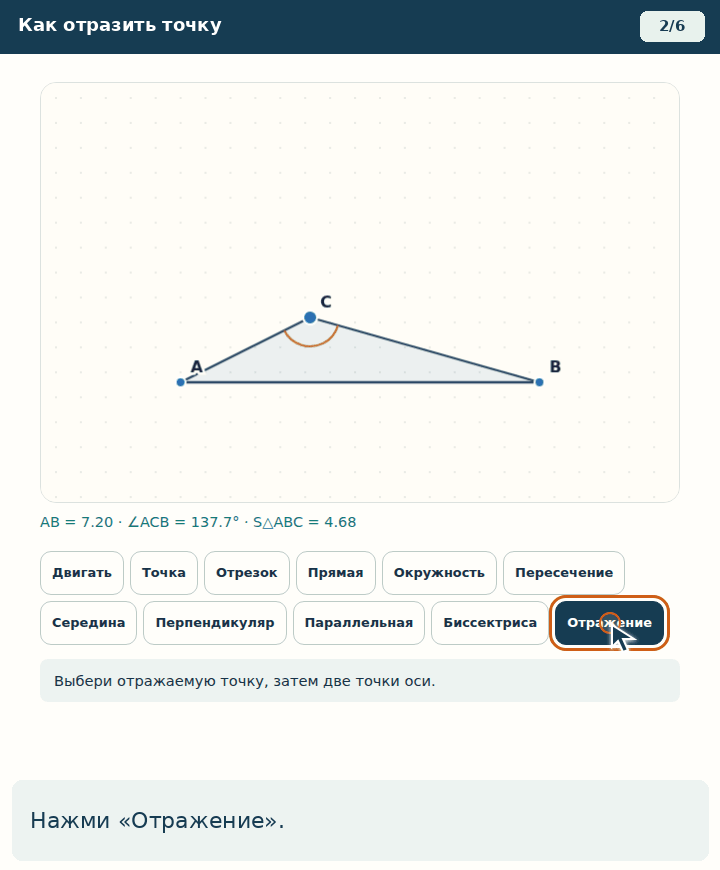 Как отразить точку
2/6
C
A
B
AB = 7.20 · ∠ACB = 137.7° · S△ABC = 4.68
Двигать Точка Отрезок Прямая Окружность Пересечение
Середина Перпендикуляр Параллельная Биссектриса Отражение
Выбери отражаемую точку, затем две точки оси.
Нажми «Отражение».